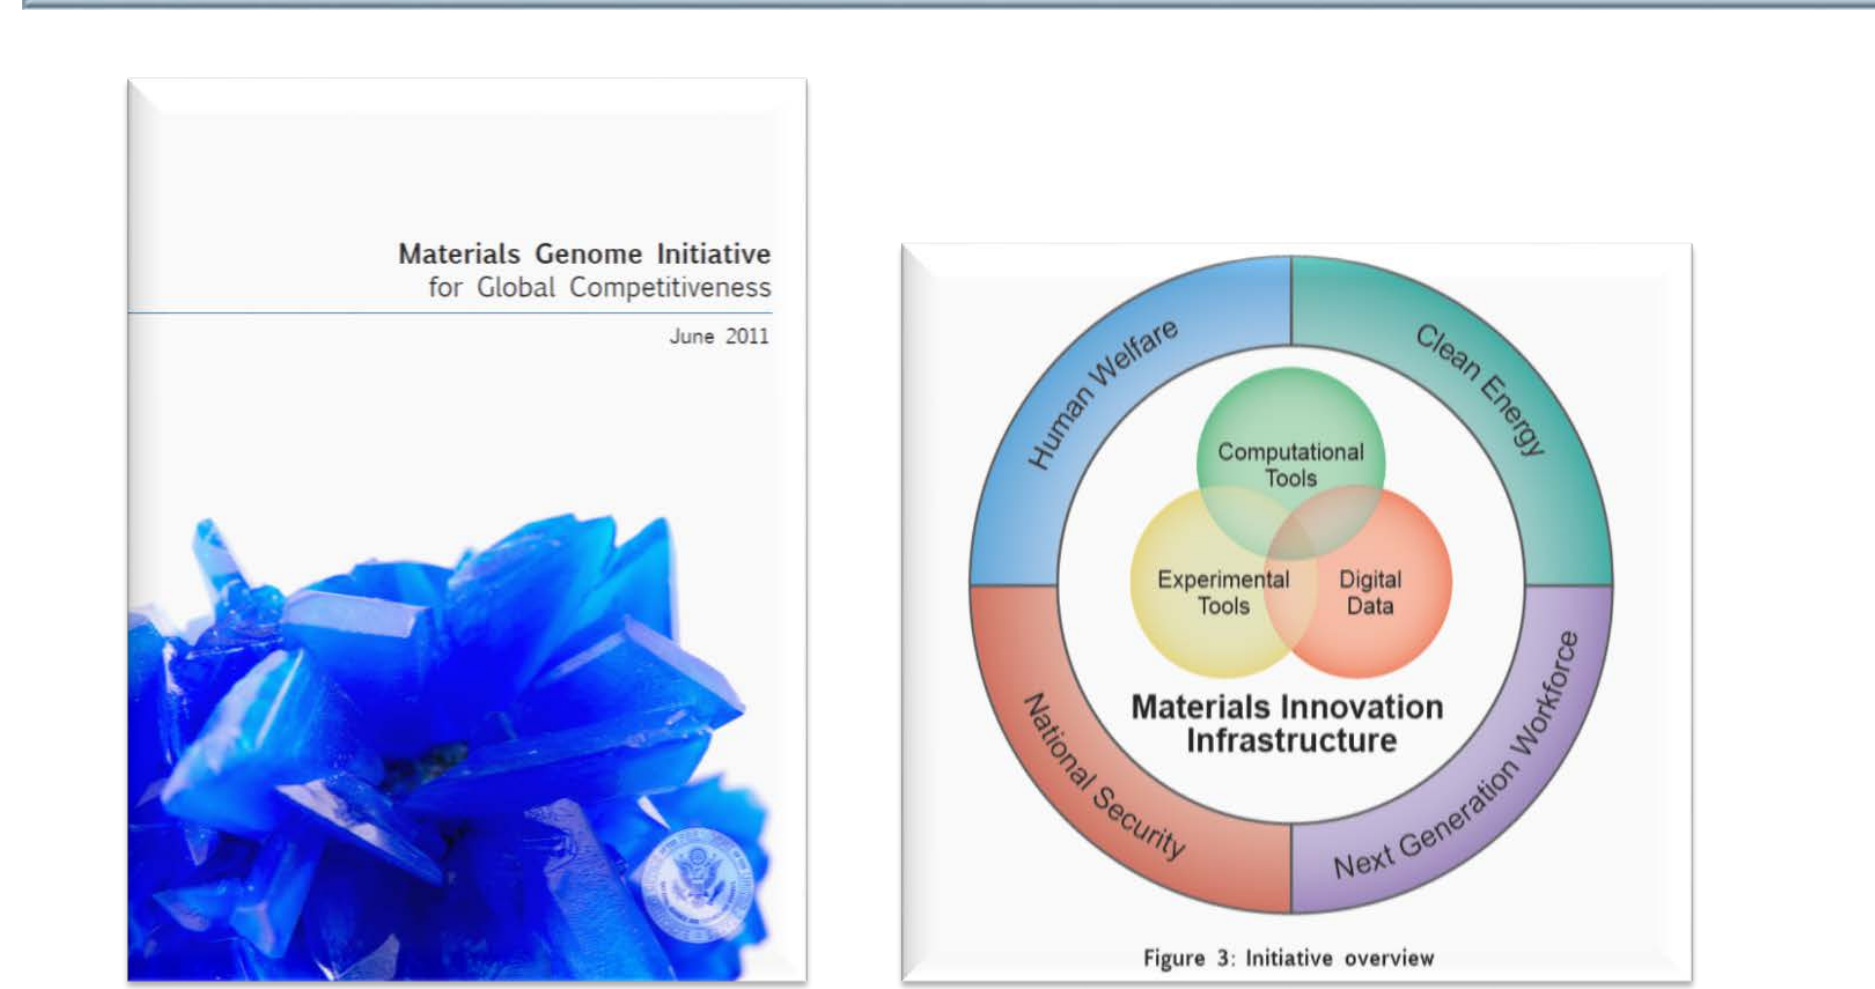 Materials Genome Initiative
for Global Competitiveness
June 2011
Human Welfare
Clean Energy
Computational
Tools
Experimental
Tools
Digital
Data
Materials Innovation
Infrastructure
National Security
Next Generation Workforce
Figure 3: Initiative overview